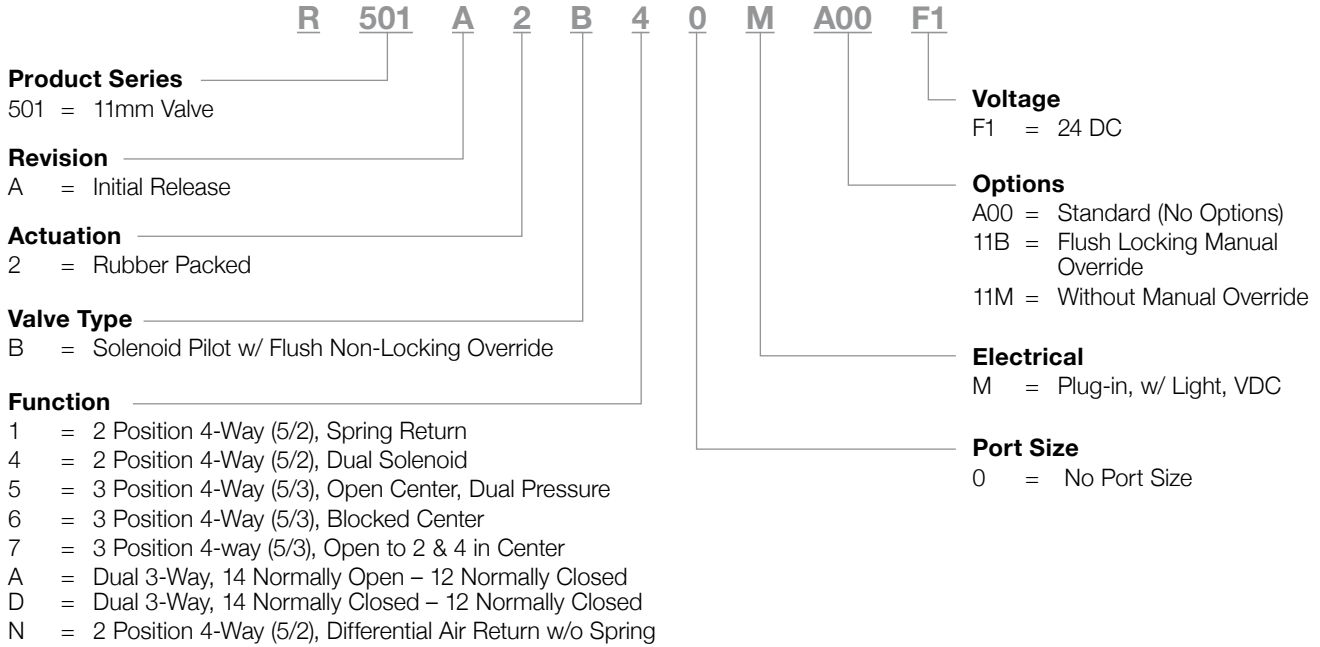 R 501 A 2 B 4 0 M A00 F1
Product Series
501 = 11mm Valve
Revision
A = Initial Release
Actuation
2 = Rubber Packed
Valve Type
B = Solenoid Pilot w/ Flush Non-Locking Override
Function
1 = 2 Position 4-Way (5/2), Spring Return
4 = 2 Position 4-Way (5/2), Dual Solenoid
5 = 3 Position 4-Way (5/3), Open Center, Dual Pressure
6 = 3 Position 4-Way (5/3), Blocked Center
7 = 3 Position 4-way (5/3), Open to 2 & 4 in Center
A = Dual 3-Way, 14 Normally Open – 12 Normally Closed
D = Dual 3-Way, 14 Normally Closed – 12 Normally Closed
N = 2 Position 4-Way (5/2), Differential Air Return w/o Spring
Voltage
F1 = 24 DC
Options
A00 = Standard (No Options)
11B = Flush Locking Manual
Override
11M = Without Manual Override
Electrical
M = Plug-in, w/ Light, VDC
Port Size
0 = No Port Size